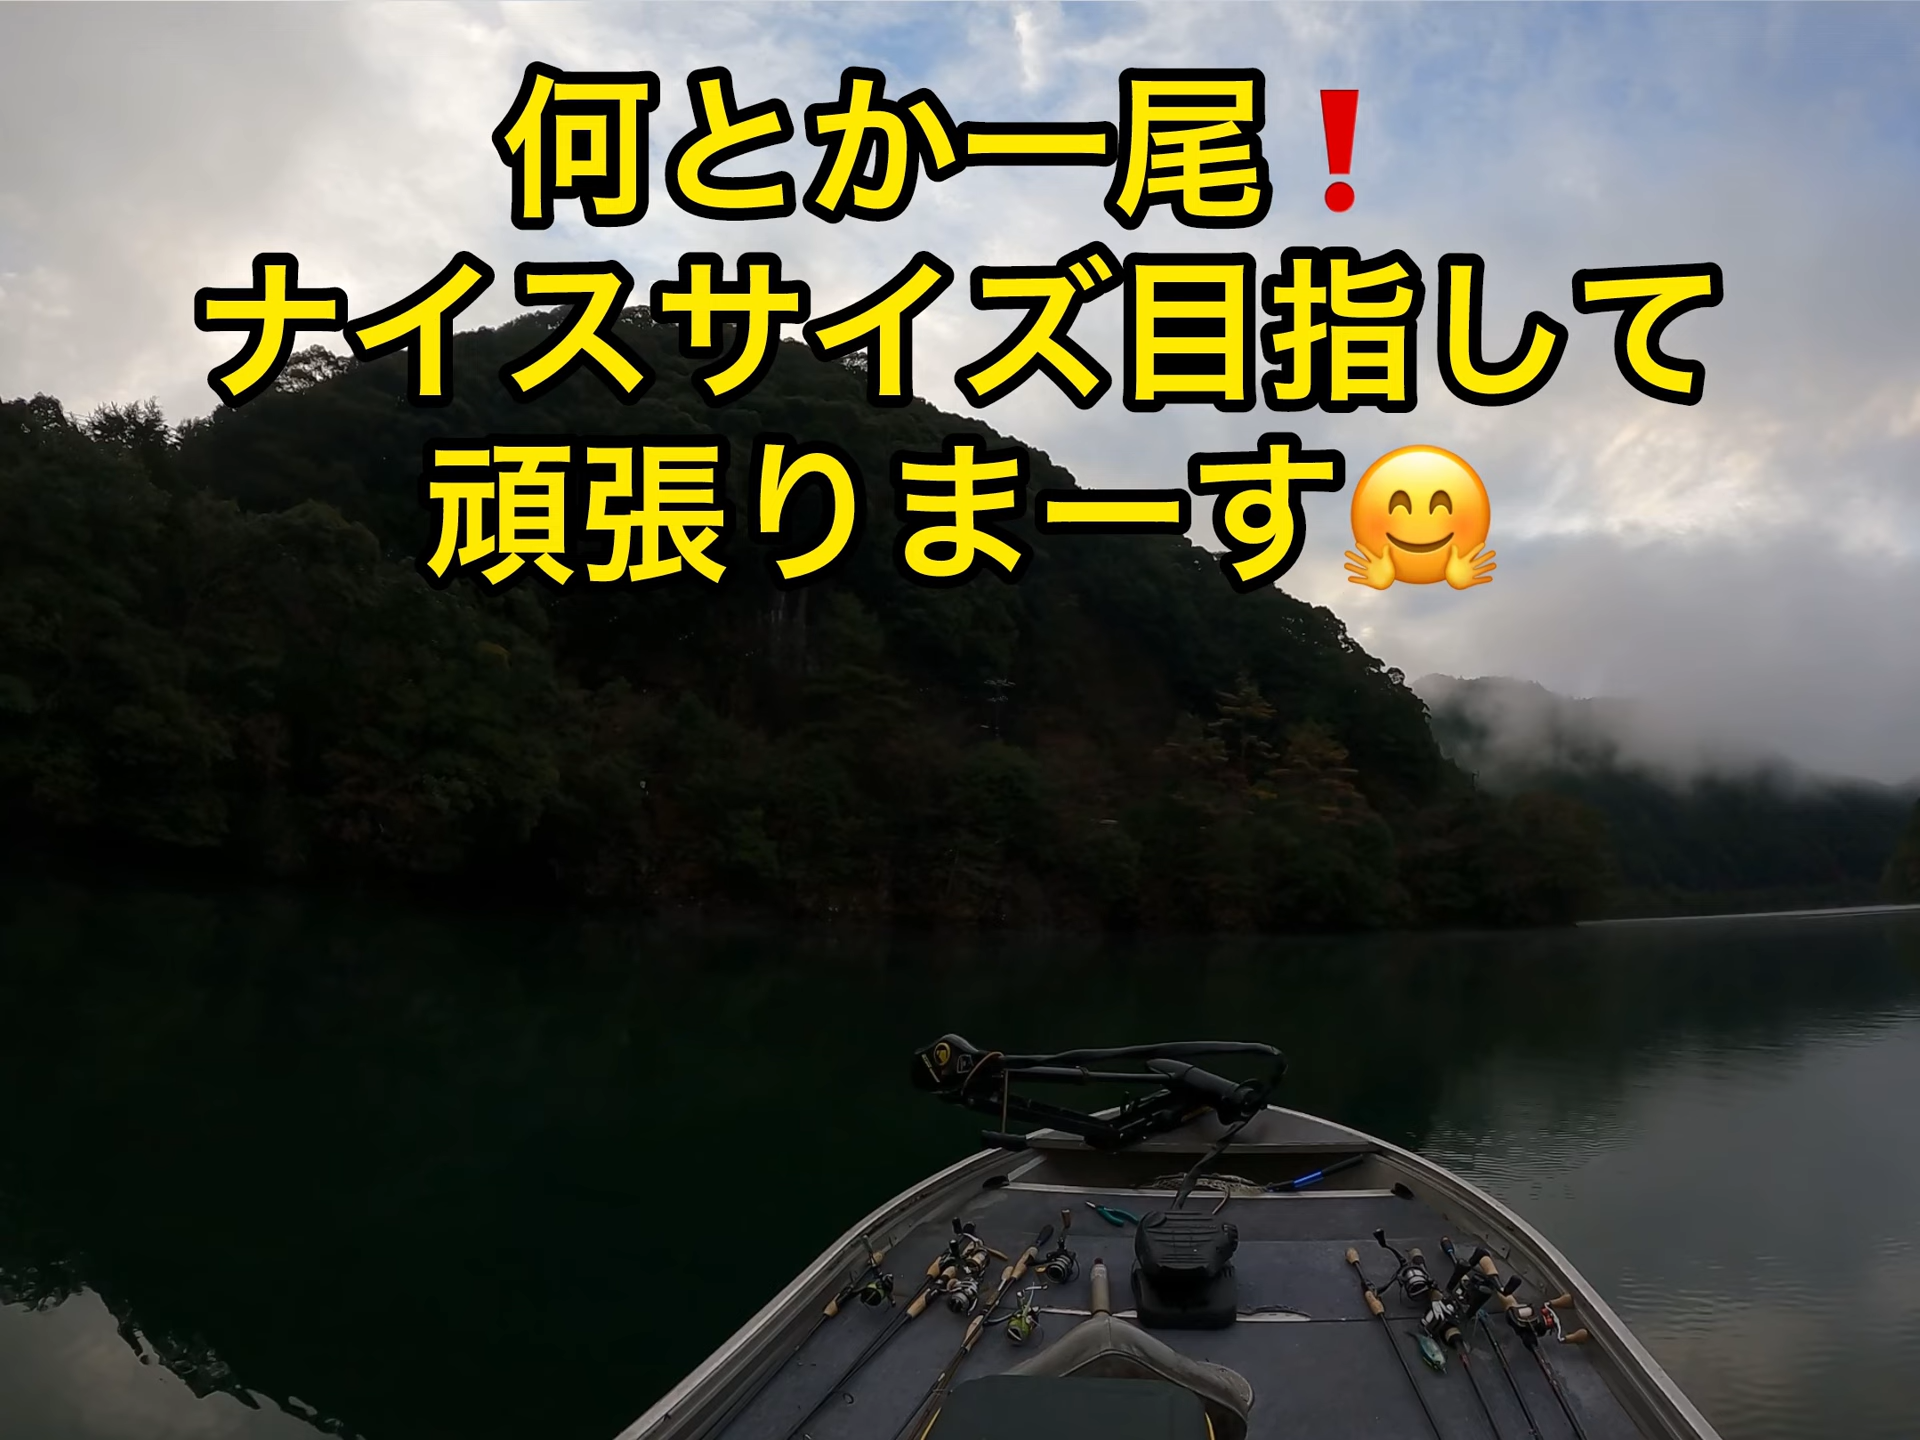 何とか一尾❗
ナイスサイズ目指して
頑張りまーす🤗